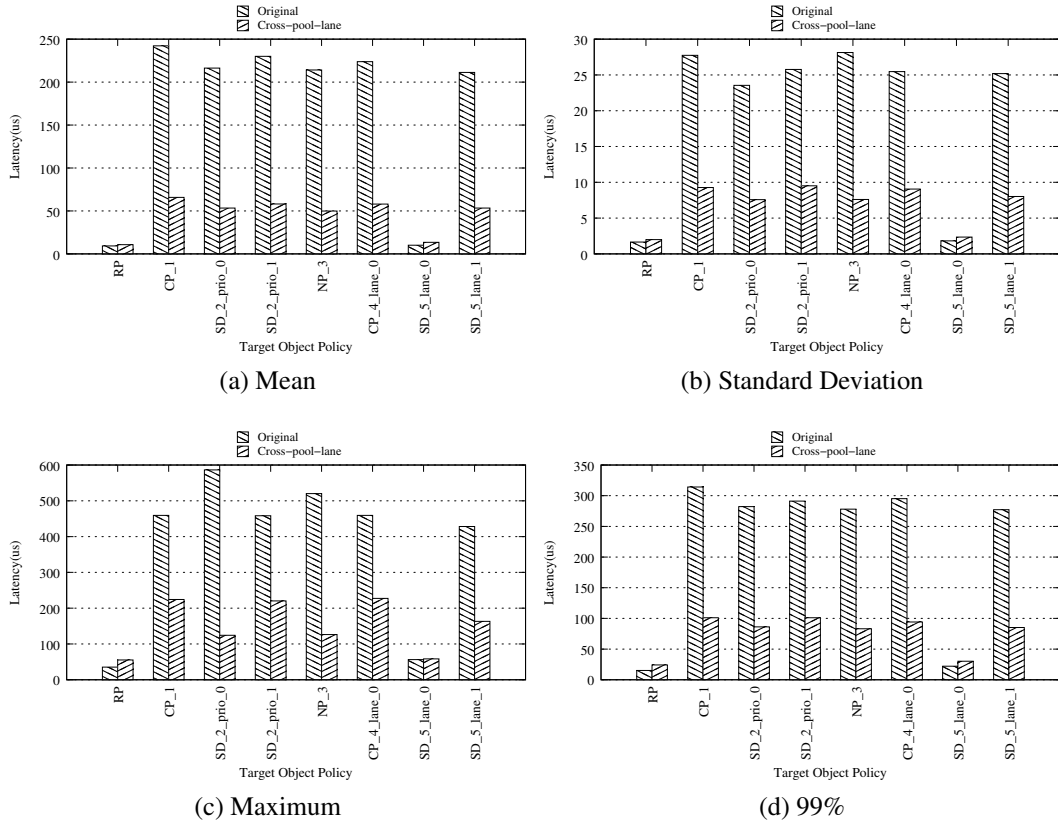 Original
Cross-pool-lane
250
200
150
100
50
0
Latency(us)
RP
CP_1
SD_2_prio_0
SD_2_prio_1
NP_3
CP_4_lane_0
SD_5_lane_0
SD_5_lane_1
Target Object Policy
(a) Mean
Original
Cross-pool-lane
30
25
20
15
10
5
0
Latency(us)
RP
CP_1
SD_2_prio_0
SD_2_prio_1
NP_3
CP_4_lane_0
SD_5_lane_0
SD_5_lane_1
Target Object Policy
(b) Standard Deviation
Original
Cross-pool-lane
600
500
400
300
200
100
0
Latency(us)
RP
CP_1
SD_2_prio_0
SD_2_prio_1
NP_3
CP_4_lane_0
SD_5_lane_0
SD_5_lane_1
Target Object Policy
(c) Maximum
Original
Cross-pool-lane
350
300
250
200
150
100
50
0
Latency(us)
RP
CP_1
SD_2_prio_0
SD_2_prio_1
NP_3
CP_4_lane_0
SD_5_lane_0
SD_5_lane_1
Target Object Policy
(d) 99%